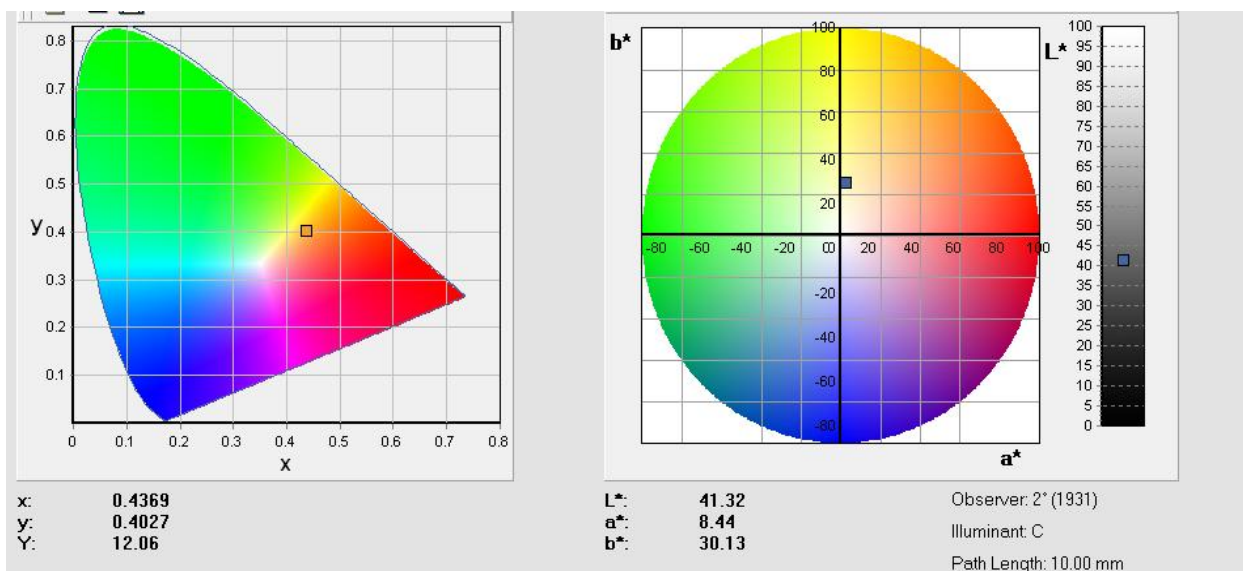 0.8
0.7
0.6
0.5
y 0.4
0.3
0.2
0.1
0 0.1 0.2 0.3 0.4 0.5 0.6 0.7 0.8
x
x: 0.4369
y: 0.4027
Y: 12.06
b*
100
80
60
40
20
-80 -60 -40 -20 00 20 40 60 80 100
-20
-40
-60
-80
a*
L*
100
95
90
85
80
75
70
65
60
55
50
45
40
35
30
25
20
15
10
5
0
L*: 41.32
a*: 8.44
b*: 30.13
Observer: 2° (1931)
Illuminant: C
Path Length: 10.00 mm